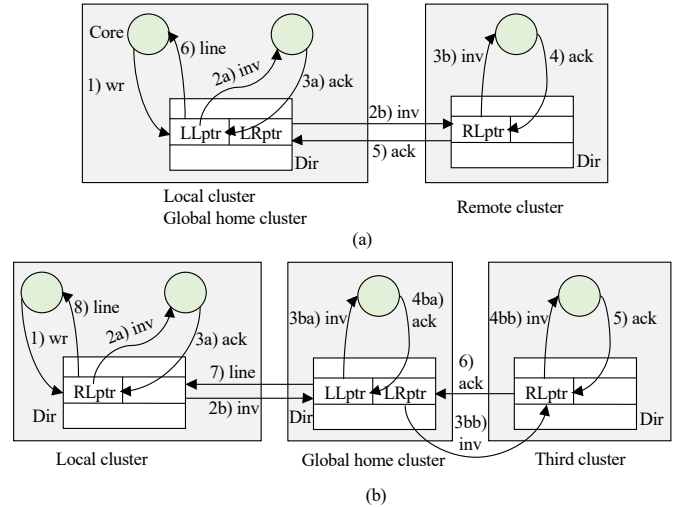 Core
6) line
2a) inv
1) wr
3a) ack
3b) inv
4) ack
LLptr
LRptr
2b) inv
RLptr
5) ack
Dir
Dir
Local cluster
Global home cluster
Remote cluster
(a)
8) line
2a) inv
1) wr
3a) ack
3ba) inv
4ba)
ack
4bb) inv
5) ack
7) line
6)
ack
RLptr
LLptr
LRptr
RLptr
2b) inv
Dir
Dir
3bb)
inv
Dir
Local cluster
Global home cluster
Third cluster
(b)